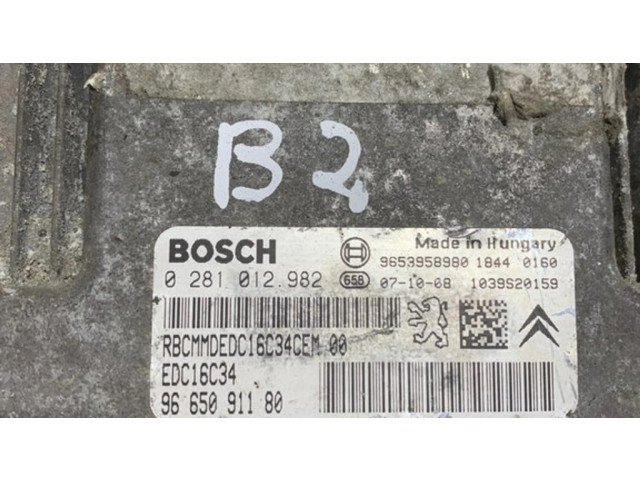 B2
BOSCH
Made in Hungary
9653958980 1844 0160
0 281 012 982 658 07-10-08 1039S20159
RBCMMDEDC16C34CEM 00
EDC16C34
96 650 911 80